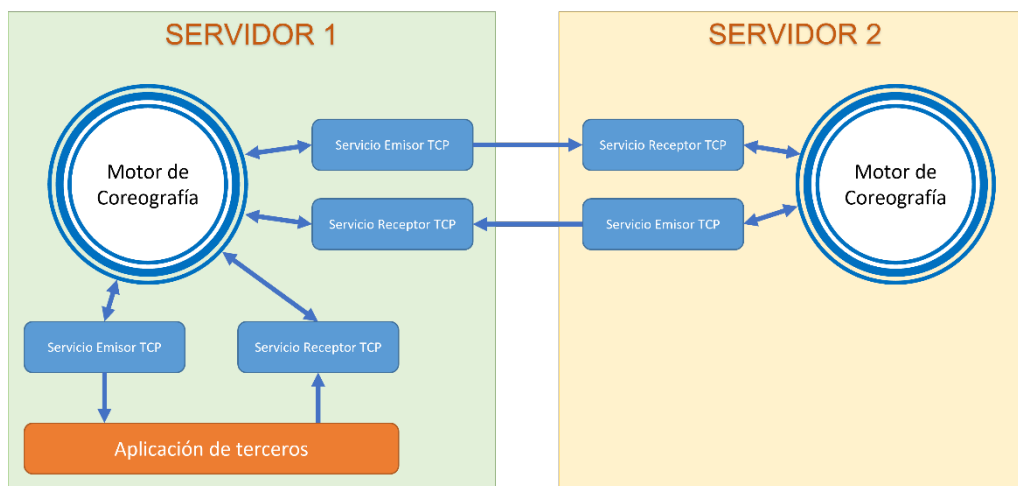 SERVIDOR 1
SERVIDOR 2
Motor de
Coreografía
Servicio Emisor TCP
Servicio Receptor TCP
Motor de
Coreografía
Servicio Receptor TCP
Servicio Emisor TCP
Servicio Emisor TCP
Servicio Receptor TCP
Aplicación de terceros